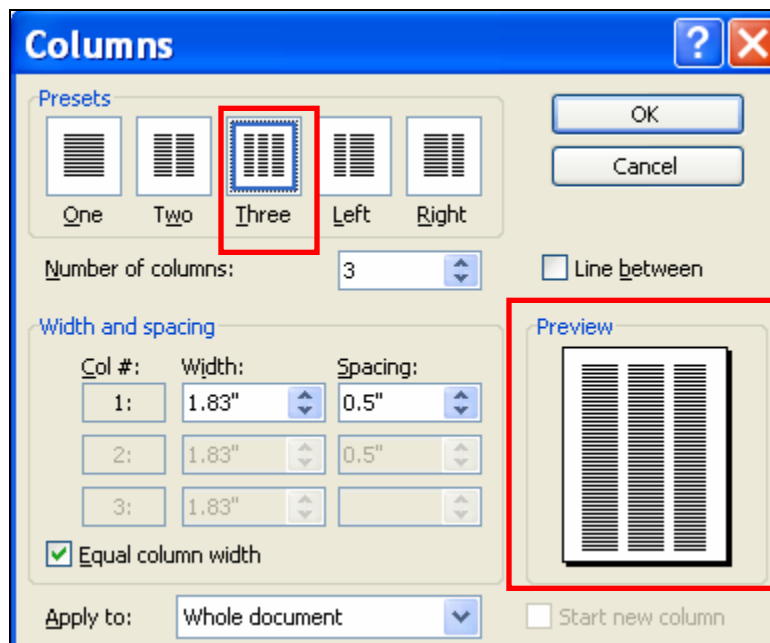 Columns
Presets
OK
Cancel
One Two Three Left Right
Number of columns: 3
Line between
Width and spacing
Preview
Col #: Width: Spacing:
1: 1.83" 0.5"
2: 1.83" 0.5"
3: 1.83"
Equal column width
Apply to: Whole document
Start new column